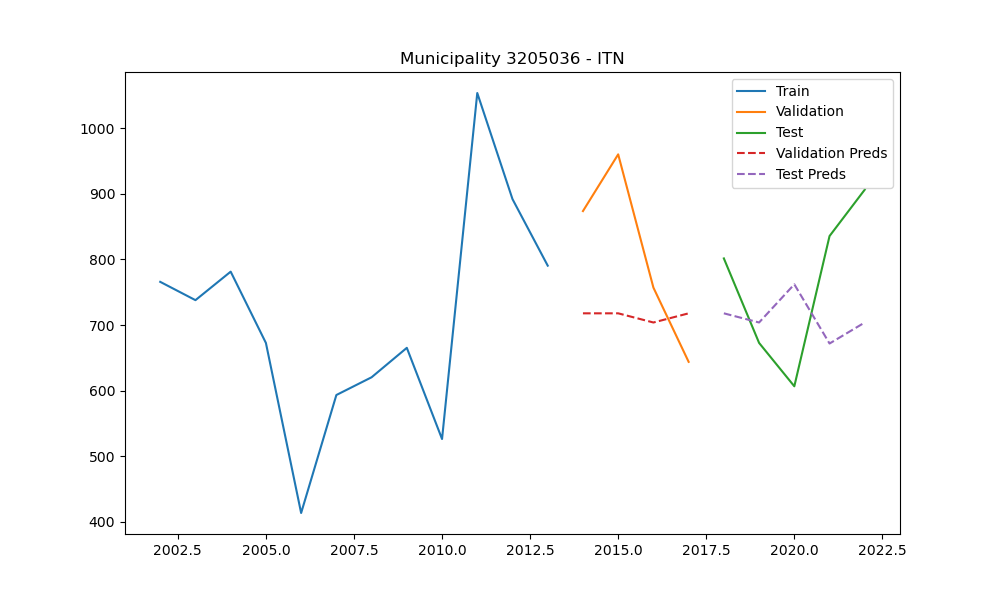 Municipality 3205036 - ITN
Train
Validation
Test
Validation Preds
Test Preds
1000
900
800
700
600
500
400
2002.5 2005.0 2007.5 2010.0 2012.5 2015.0 2017.5 2020.0 2022.5